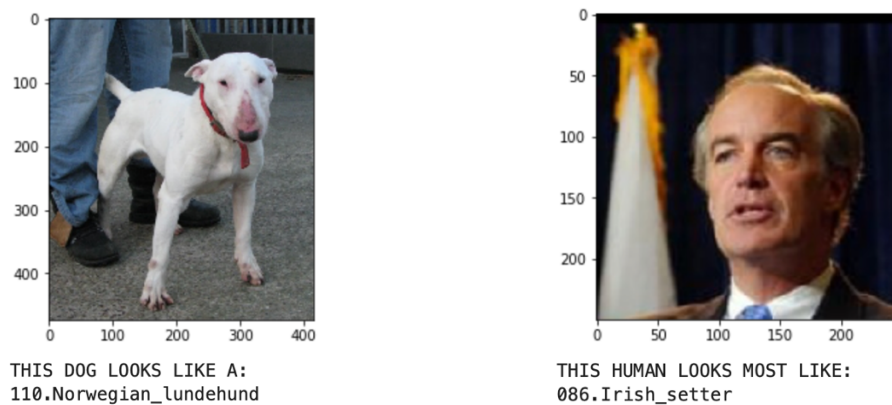 0
100
200
300
400
0 100 200 300 400
THIS DOG LOOKS LIKE A:
110.Norwegian_lundehund
0
50
100
150
200
0 50 100 150 200
THIS HUMAN LOOKS MOST LIKE:
086.Irish_setter